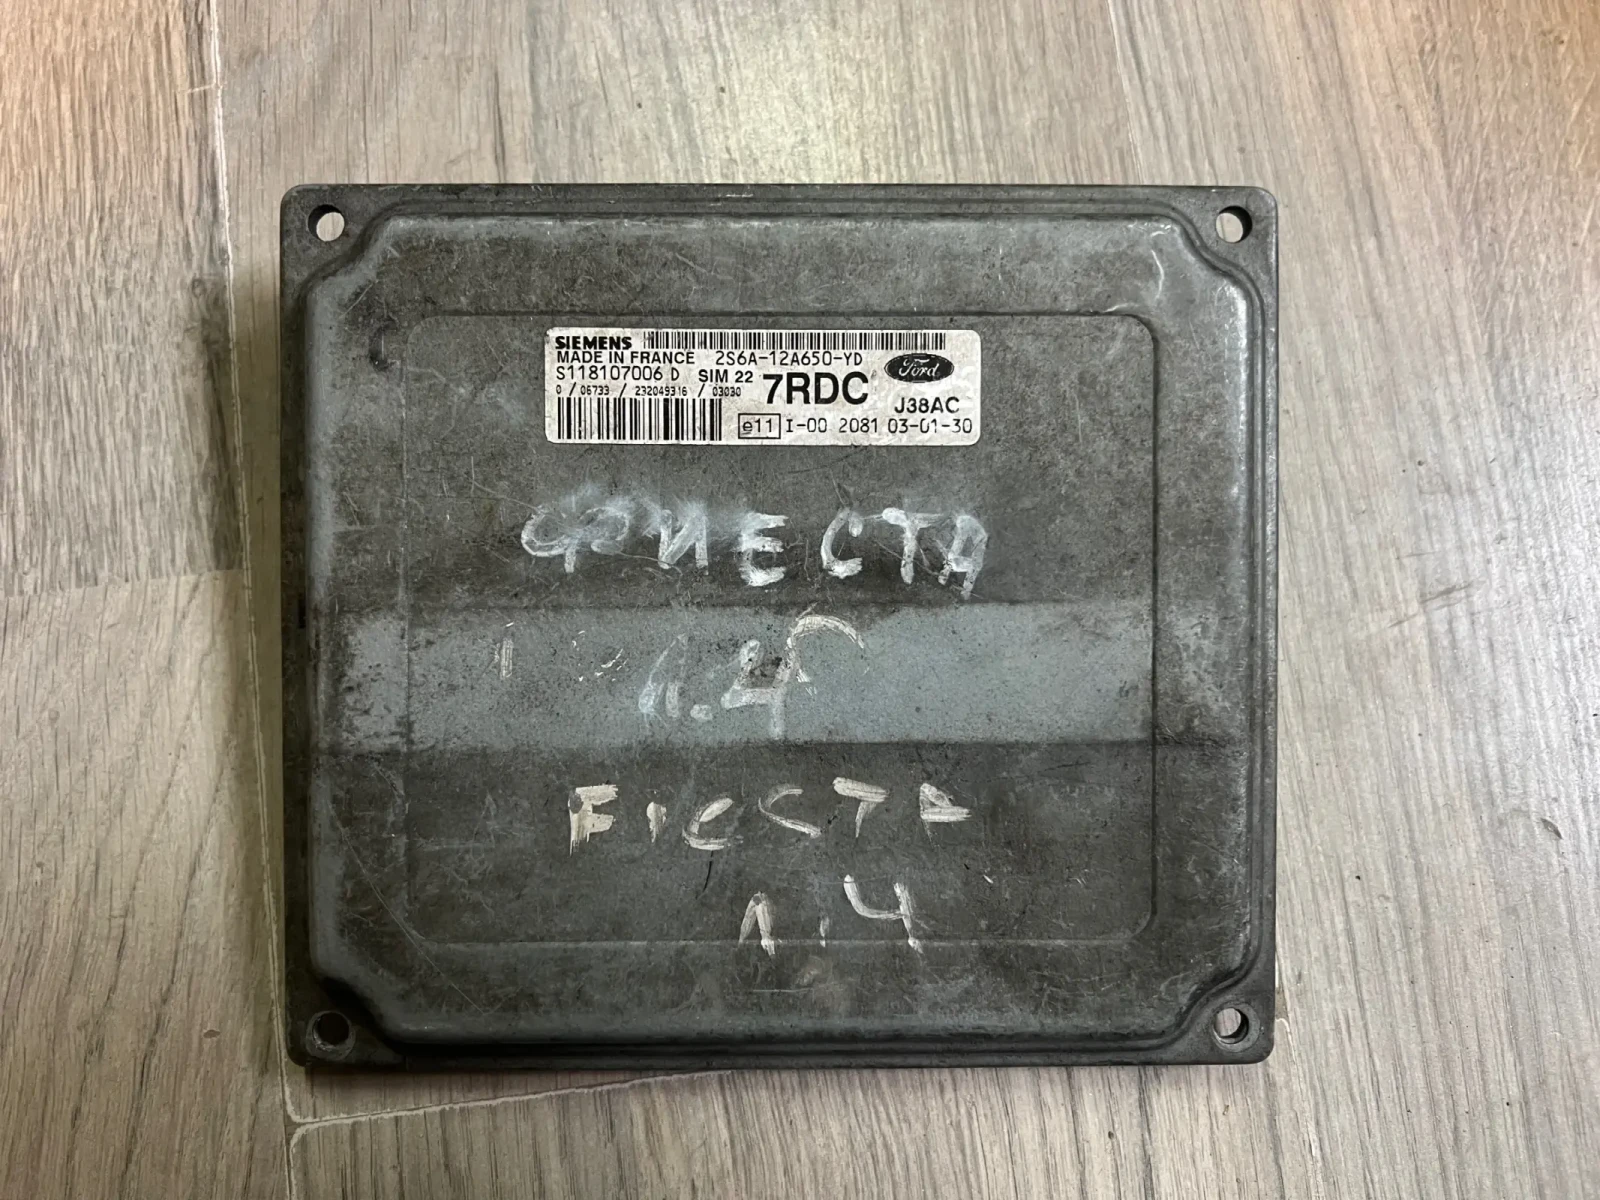 SIEMENS
MADE IN FRANCE 2S6A-12A650-YD
S118107006 D SIM 22 7RDC Ford
0 / 06733 / 232049316 / 03030
J38AC
e11 I-00 2081 03-01-30
ФИЕСТА
1.4
FIESTA
1.4